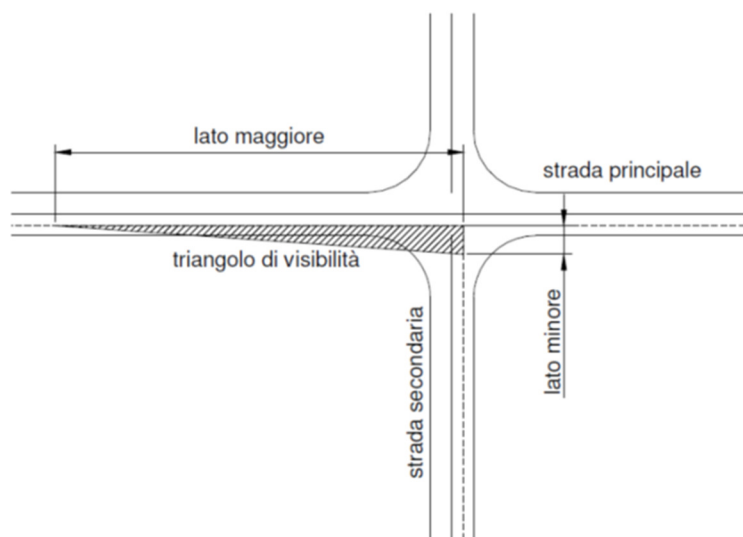 lato maggiore
strada principale
triangolo di visibilità
strada secondaria
lato minore